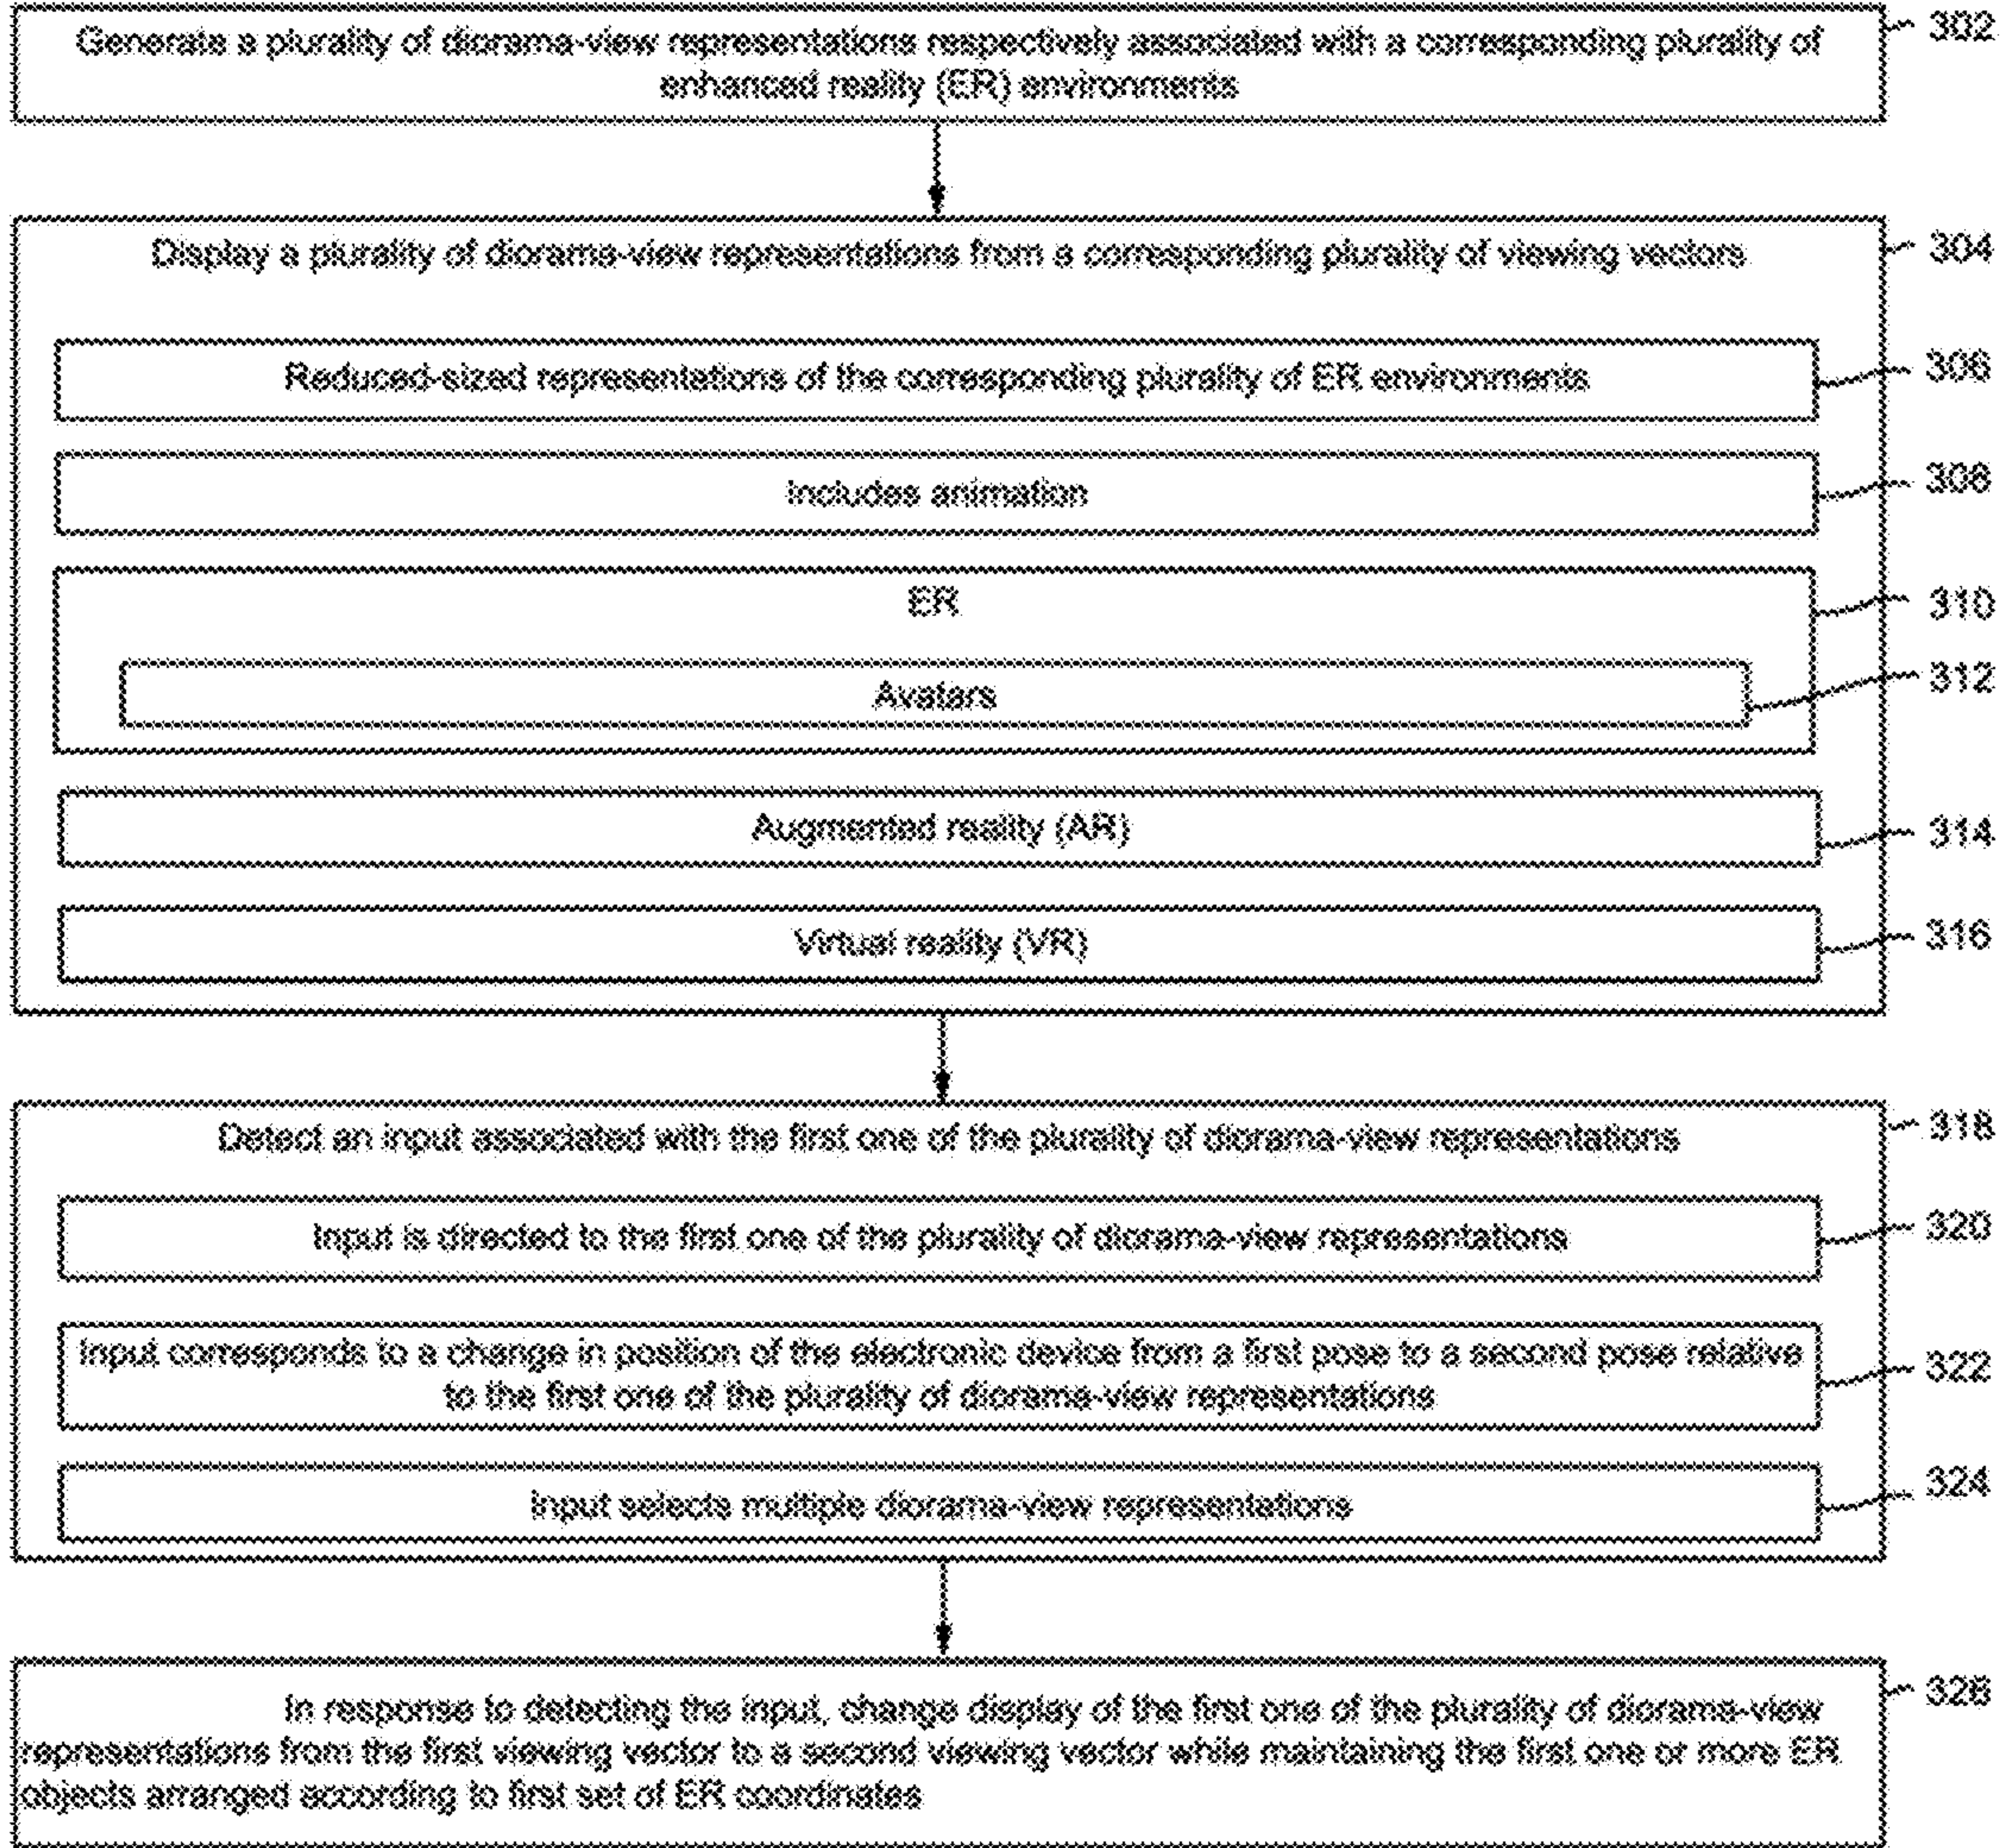 Generate a plurality of diorama-view representations respectively associated with a corresponding plurality of
enhanced reality (ER) environments
302
Display a plurality of diorama-view representations from a corresponding plurality of viewing vectors
304
Reduced-sized representations of the corresponding plurality of ER environments
306
Includes animation
308
ER
310
Avatars
312
Augmented reality (AR)
314
Virtual reality (VR)
316
Detect an input associated with the first one of the plurality of diorama-view representations
318
Input is directed to the first one of the plurality of diorama-view representations
320
Input corresponds to a change in position of the electronic device from a first pose to a second pose relative
to the first one of the plurality of diorama-view representations
322
Input selects multiple diorama-view representations
324
In response to detecting the input, change display of the first one of the plurality of diorama-view
representations from the first viewing vector to a second viewing vector while maintaining the first one or more ER
objects arranged according to first set of ER coordinates
326